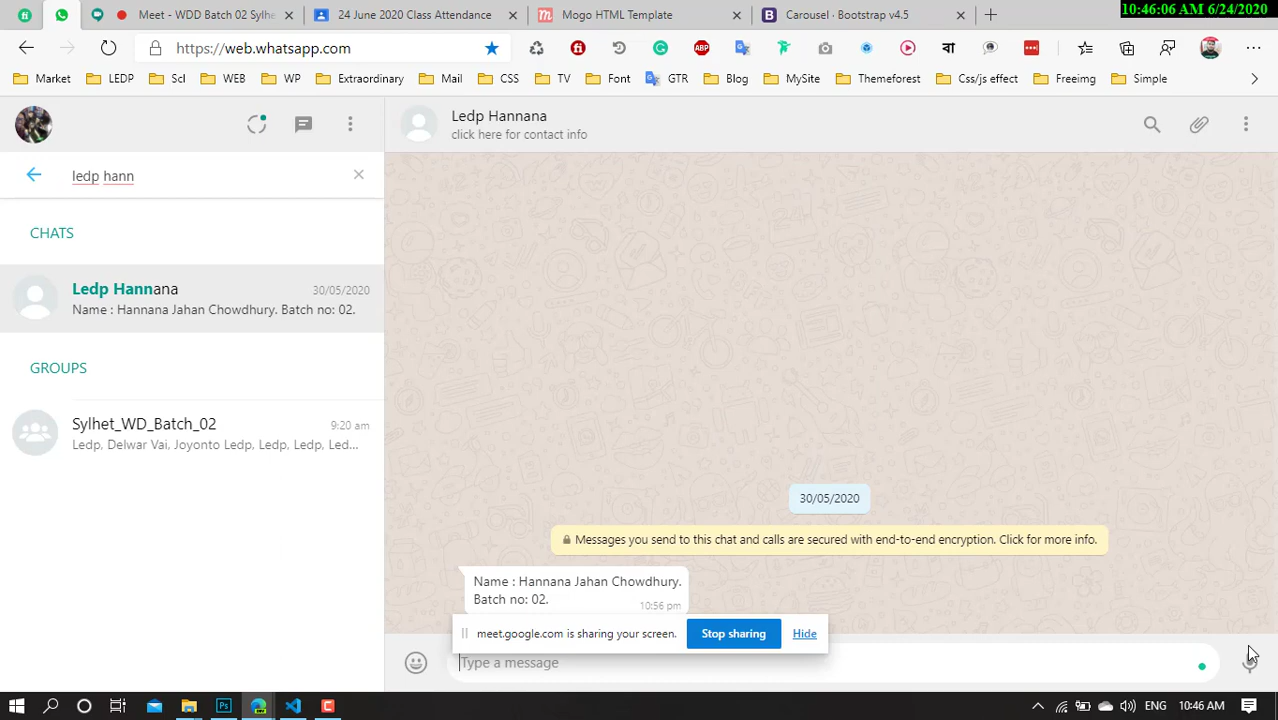 10:46:06 AM 6/24/2020
Meet - WDD Batch 02 Sylhe
24 June 2020 Class Attendance
Mogo HTML Template
Carousel · Bootstrap v4.5
https://web.whatsapp.com
ABP
বা
Market
LEDP
Scl
WEB
WP
Extraordinary
Mail
CSS
TV
Font
GTR
Blog
MySite
Themeforest
Css/js effect
Freeimg
Simple
Ledp Hannana
click here for contact info
ledp hann
CHATS
Ledp Hannana
30/05/2020
Name : Hannana Jahan Chowdhury. Batch no: 02.
GROUPS
Sylhet_WD_Batch_02
9:20 am
Ledp, Delwar Vai, Joyonto Ledp, Ledp, Ledp, Led...
30/05/2020
Messages you send to this chat and calls are secured with end-to-end encryption. Click for more info.
Name : Hannana Jahan Chowdhury.
Batch no: 02.
10:56 pm
meet.google.com is sharing your screen.
Stop sharing
Hide
Type a message
Ps
ENG
10:46 AM